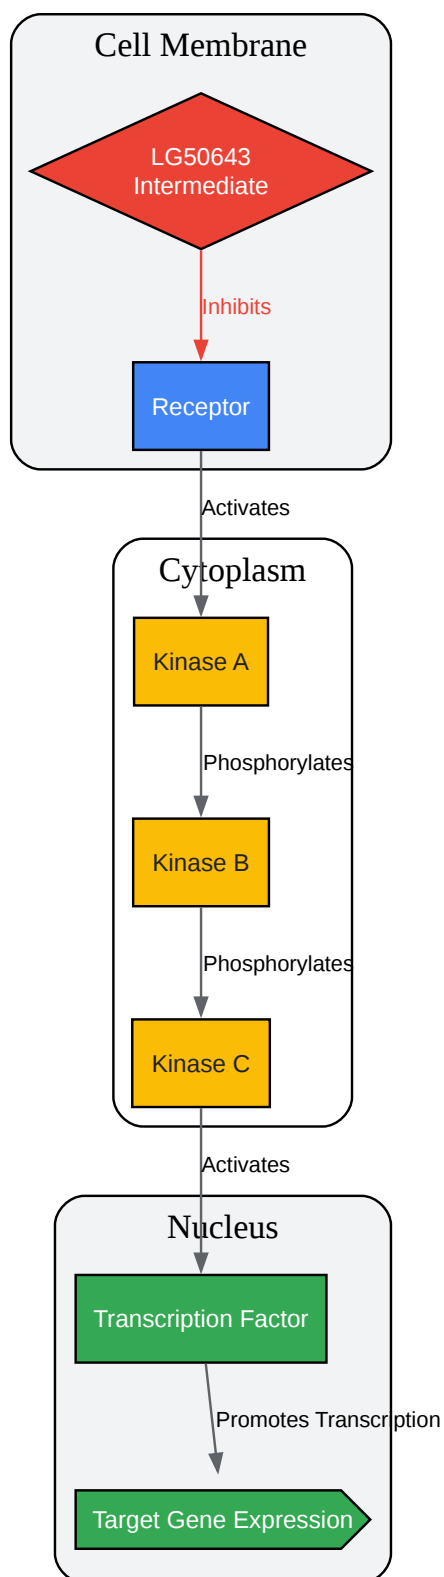 Cell Membrane
LG50643
Intermediate
Inhibits
Receptor
Activates
Cytoplasm
Kinase A
Phosphorylates
Kinase B
Phosphorylates
Kinase C
Activates
Nucleus
Transcription Factor
Promotes Transcription
Target Gene Expression